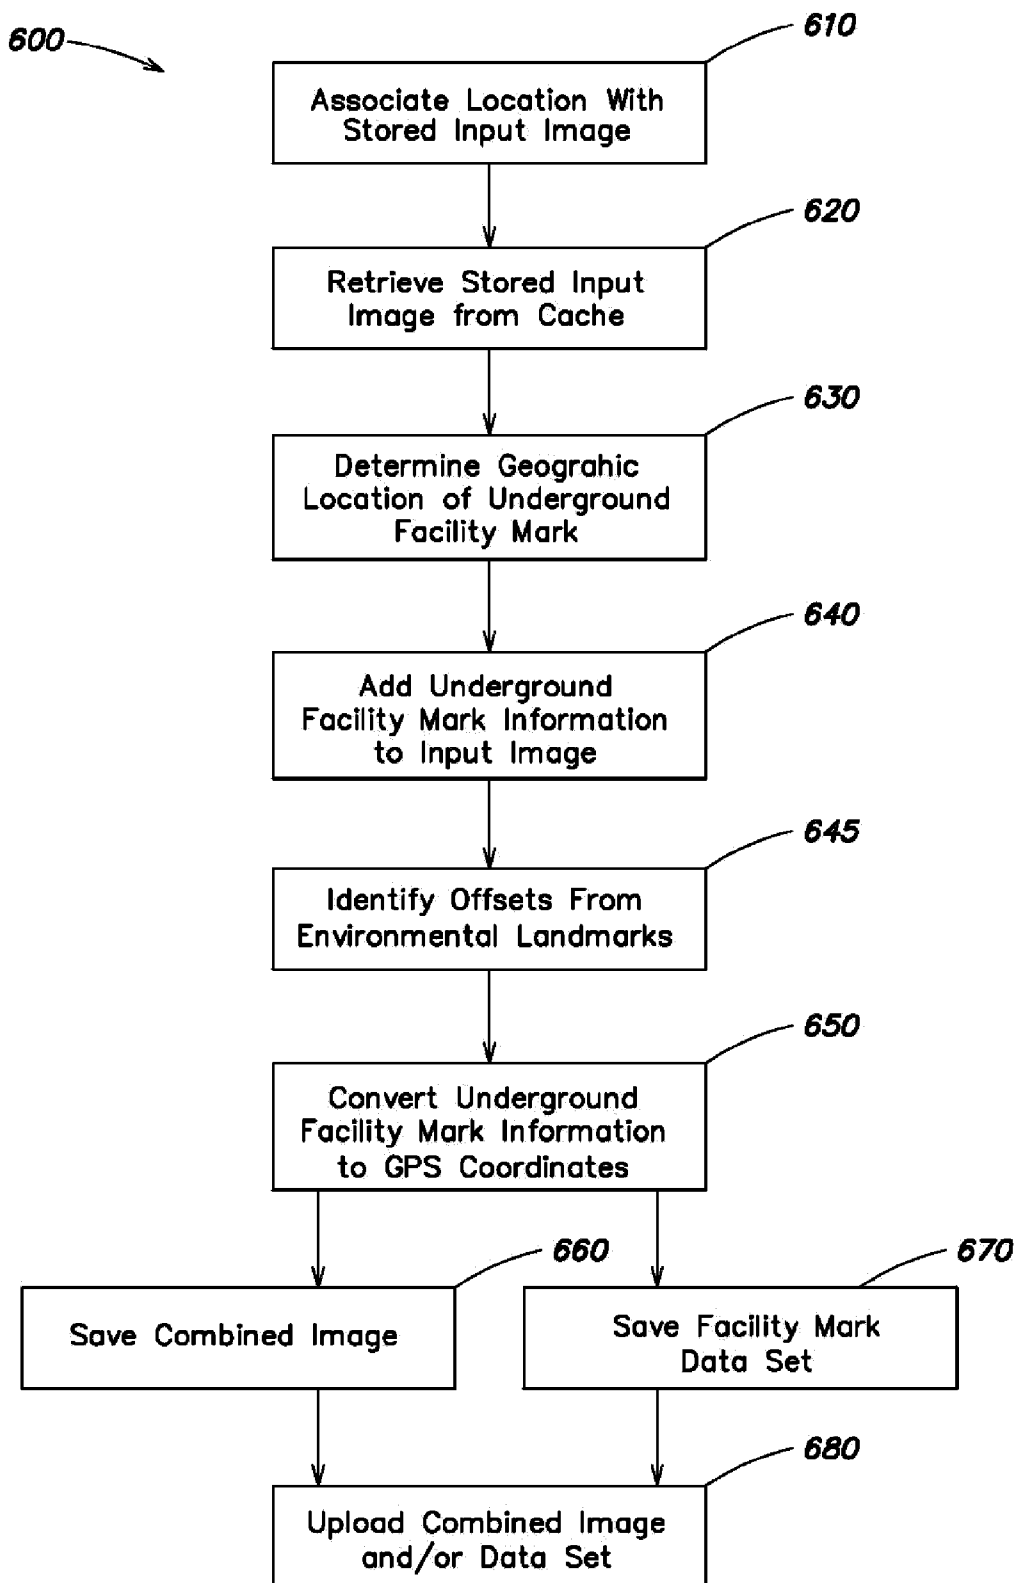 600
610
Associate Location With
Stored Input Image
620
Retrieve Stored Input
Image from Cache
630
Determine Geograhic
Location of Underground
Facility Mark
640
Add Underground
Facility Mark Information
to Input Image
645
Identify Offsets From
Environmental Landmarks
650
Convert Underground
Facility Mark Information
to GPS Coordinates
660
Save Combined Image
670
Save Facility Mark
Data Set
680
Upload Combined Image
and/or Data Set